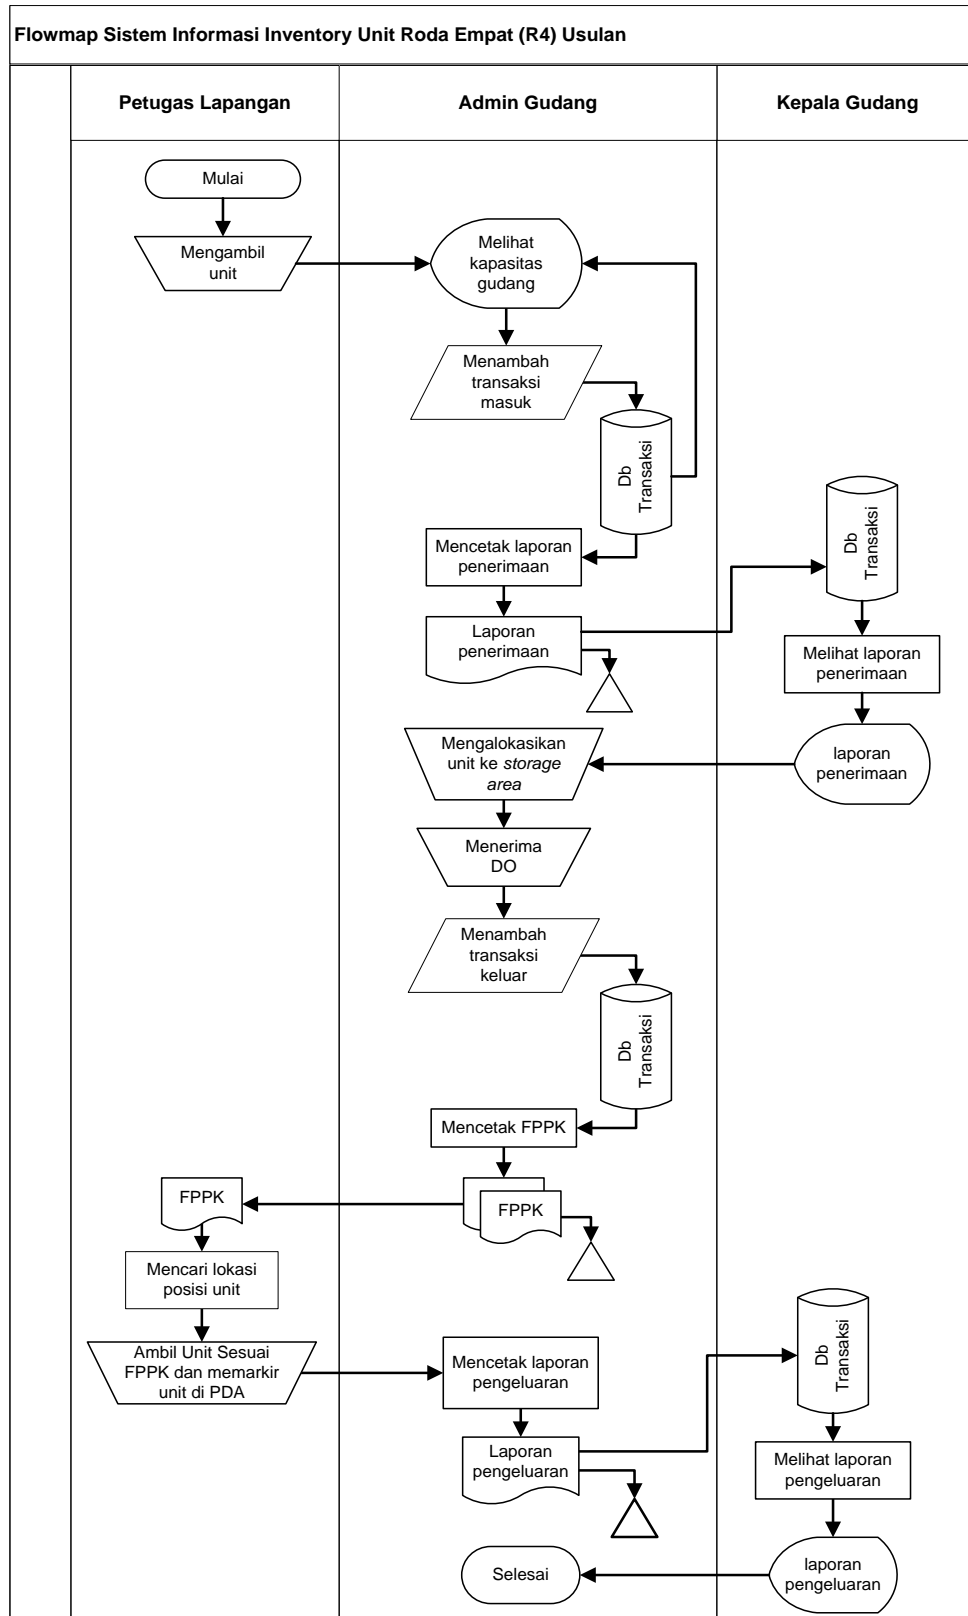 Flowmap Sistem Informasi Inventory Unit Roda Empat (R4) Usulan
Petugas Lapangan
Admin Gudang
Kepala Gudang
Mulai
Mengambil
unit
Melihat
kapasitas
gudang
Menambah
transaksi
masuk
Db
Transaksi
Mencetak laporan
penerimaan
Laporan
penerimaan
Db
Transaksi
Melihat laporan
penerimaan
laporan
penerimaan
Mengalokasikan
unit ke storage
area
Menerima
DO
Menambah
transaksi
keluar
Db
Transaksi
Mencetak FPPK
FPPK
FPPK
Mencari lokasi
posisi unit
Ambil Unit Sesuai
FPPK dan memarkir
unit di PDA
Mencetak laporan
pengeluaran
Laporan
pengeluaran
Db
Transaksi
Melihat laporan
pengeluaran
laporan
pengeluaran
Selesai